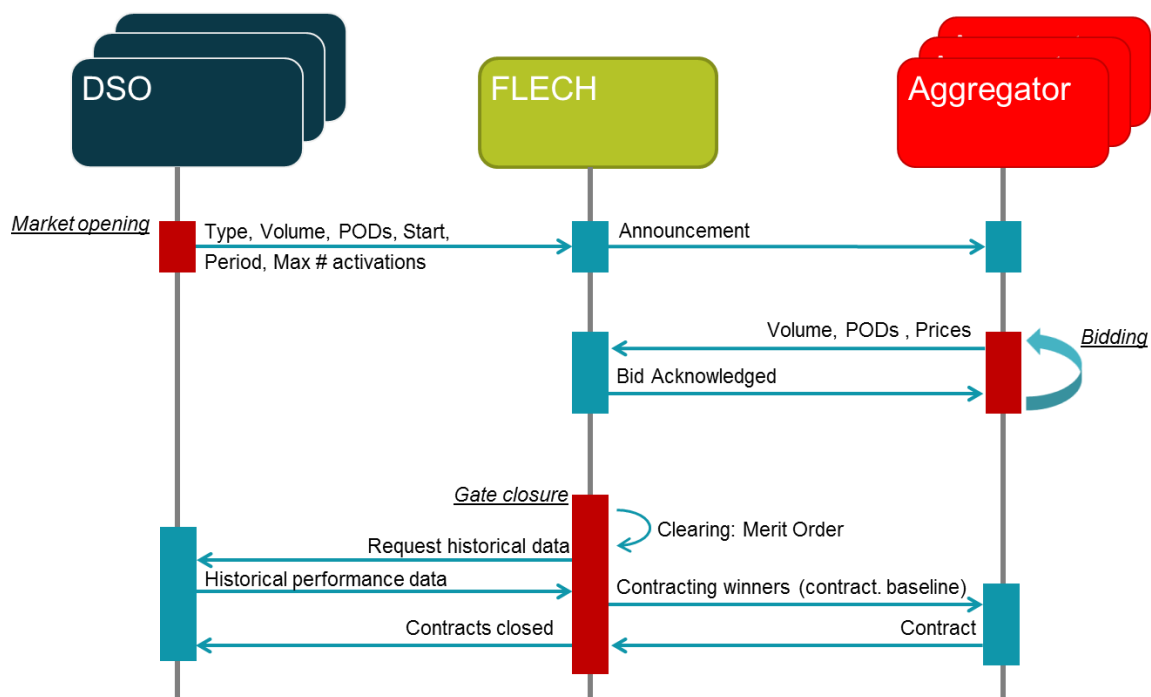 DSO
FLECH
Aggregator
Market opening
Type, Volume, PODs, Start,
Period, Max # activations
Announcement
Volume, PODs , Prices
Bidding
Bid Acknowledged
Gate closure
Clearing: Merit Order
Request historical data
Historical performance data
Contracting winners (contract. baseline)
Contracts closed
Contract